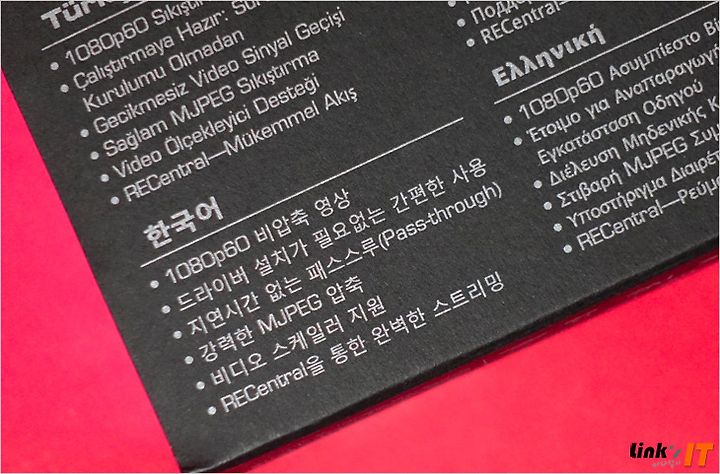 Türkç
• 1080p60 Sıkıştır
• Çalıştırmaya Hazır: Sür
Kurulumu Olmadan
• Gecikmesiz Video Sinyal Geçişi
• Sağlam MJPEG Sıkıştırma
• Video Ölçekleyici Desteği
• RECentral—Mükemmel Akış
한국어
• 1080p60 비압축 영상
• 드라이버 설치가 필요없는 간편한 사용
• 지연시간 없는 패스스루(Pass-through)
• 강력한 MJPEG 압축
• 비디오 스케일러 지원
• RECentral을 통한 완벽한 스트리밍
• Подде
• RECentra
Ελληνική
• 1080p60 Ασυμπίεστο Β
• Έτοιμο για Αναπαραγωγή
Εγκατάσταση Οδηγού
• Διέλευση Μηδενικής Κ
• Στιβαρή MJPEG Συμ
• Υποστήριγμα Διαιρέ
• RECentral—Ρεύμ
Link's IT